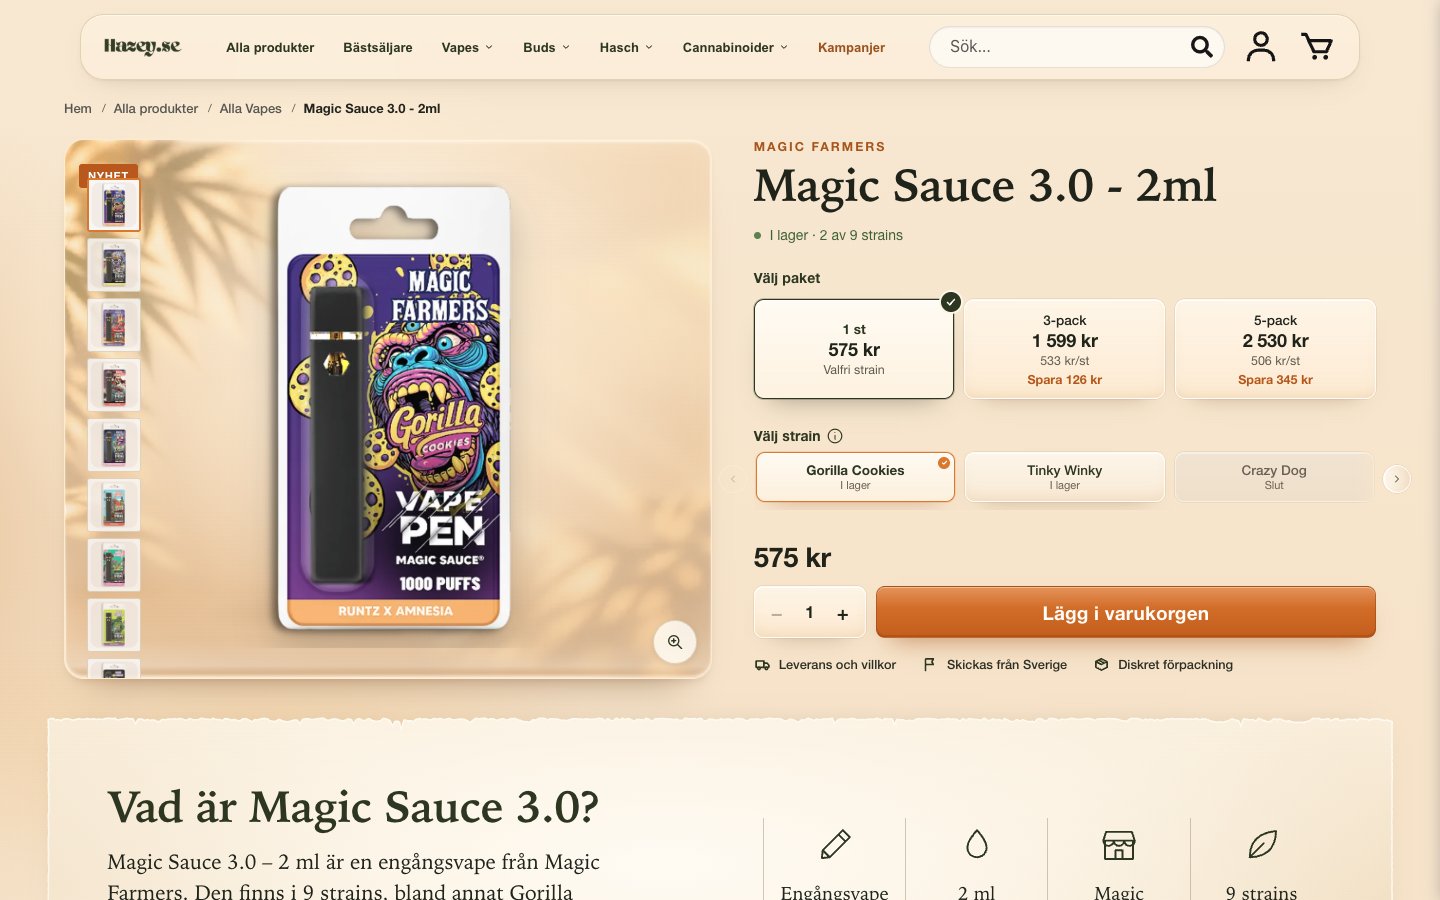 Hazey.se
Alla produkter
Bästsäljare
Vapes
Buds
Hasch
Cannabinoider
Kampanjer
Sök...
Hem / Alla produkter / Alla Vapes / Magic Sauce 3.0 - 2ml
NYHET
MAGIC
FARMERS
Gorilla
COOKIES
VAPE
PEN
MAGIC SAUCE®
1000 PUFFS
RUNTZ X AMNESIA
MAGIC FARMERS
Magic Sauce 3.0 - 2ml
I lager · 2 av 9 strains
Välj paket
1 st
575 kr
Valfri strain
3-pack
1 599 kr
533 kr/st
Spara 126 kr
5-pack
2 530 kr
506 kr/st
Spara 345 kr
Välj strain
Gorilla Cookies
I lager
Tinky Winky
I lager
Crazy Dog
Slut
575 kr
− 1 +
Lägg i varukorgen
Leverans och villkor
Skickas från Sverige
Diskret förpackning
Vad är Magic Sauce 3.0?
Magic Sauce 3.0 – 2 ml är en engångsvape från Magic
Farmers. Den finns i 9 strains, bland annat Gorilla
Engångsvape
2 ml
Magic
9 strains